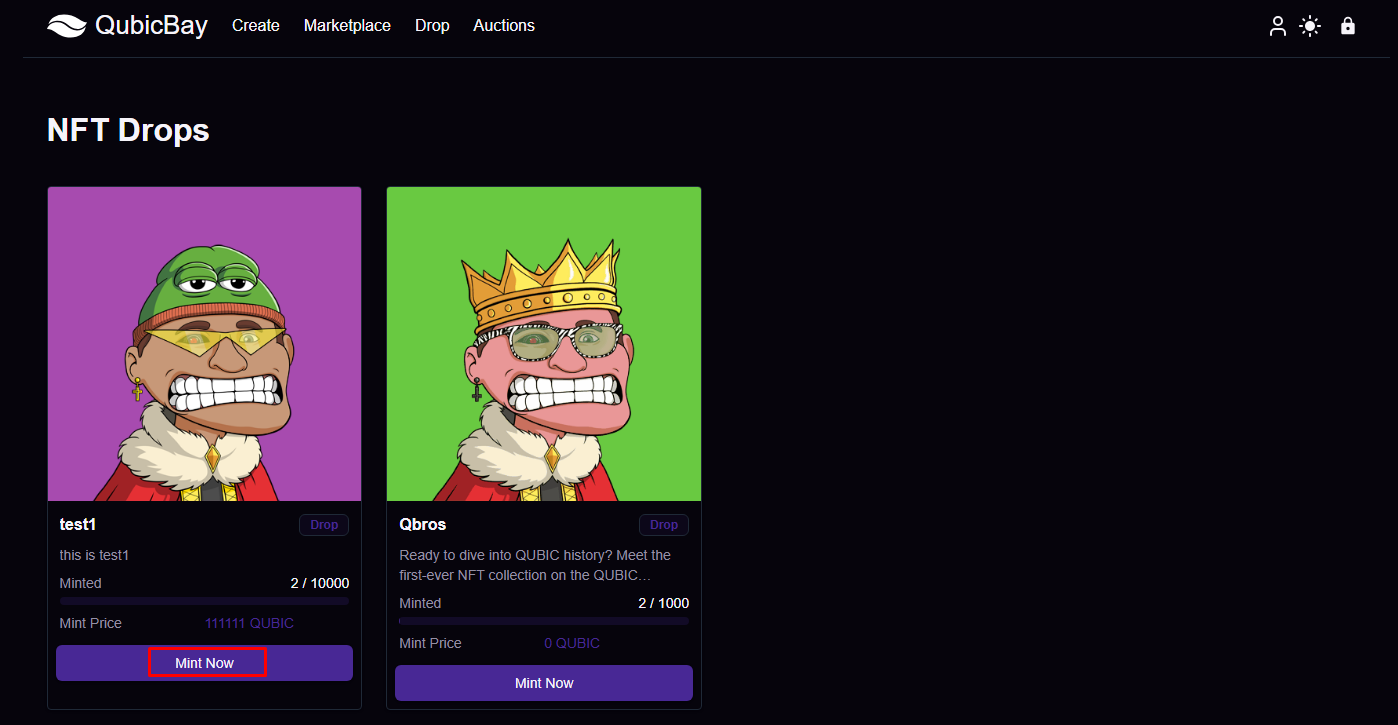 QubicBay Create Marketplace Drop Auctions
NFT Drops
test1 Drop
this is test1
Minted 2 / 10000
Mint Price 111111 QUBIC
Mint Now
Qbros Drop
Ready to dive into QUBIC history? Meet the
first-ever NFT collection on the QUBIC...
Minted 2 / 1000
Mint Price 0 QUBIC
Mint Now